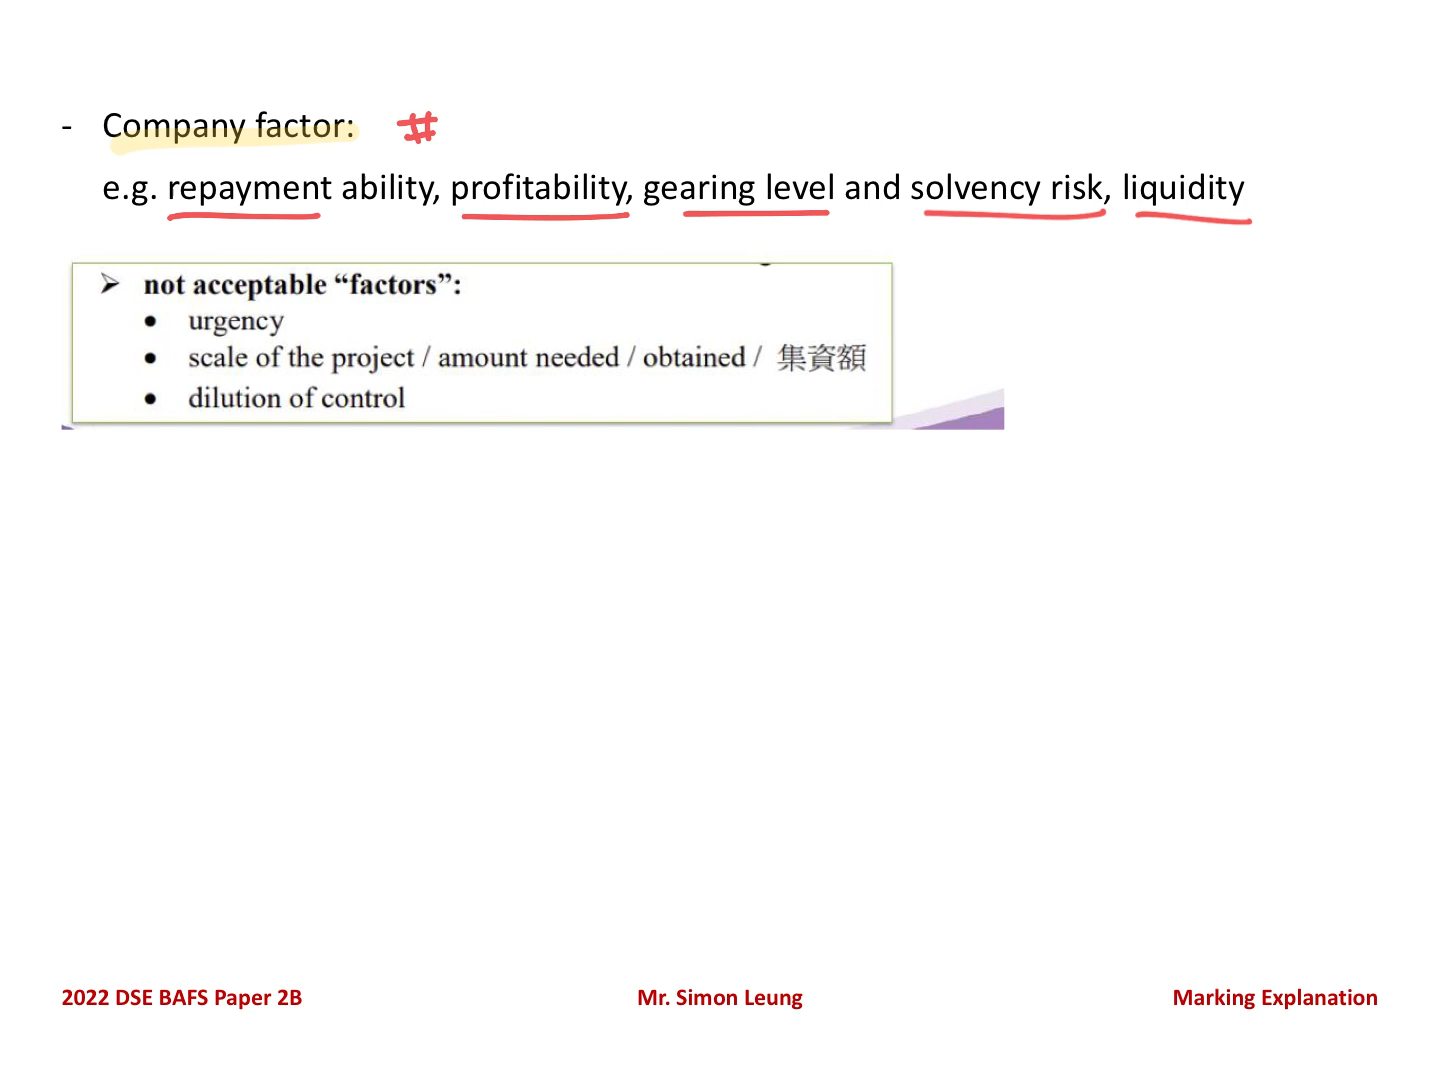 - Company factor: #
e.g. repayment ability, profitability, gearing level and solvency risk, liquidity
➢ not acceptable “factors”:
• urgency
• scale of the project / amount needed / obtained / 集資額
• dilution of control
2022 DSE BAFS Paper 2B
Mr. Simon Leung
Marking Explanation